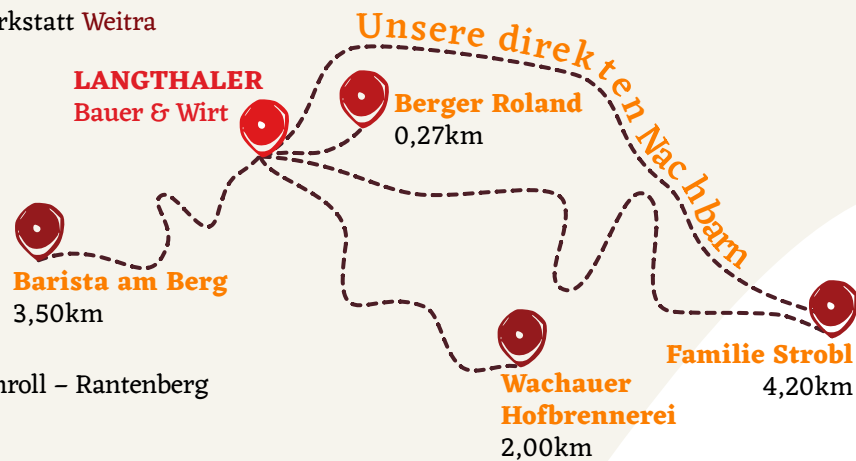 rkstatt Weitra
Unsere direkten Nachbarn
LANGTHALER
Bauer & Wirt
Berger Roland
0,27km
Barista am Berg
3,50km
Familie Strobl
4,20km
nroll – Rantenberg
Wachauer
Hofbrennerei
2,00km